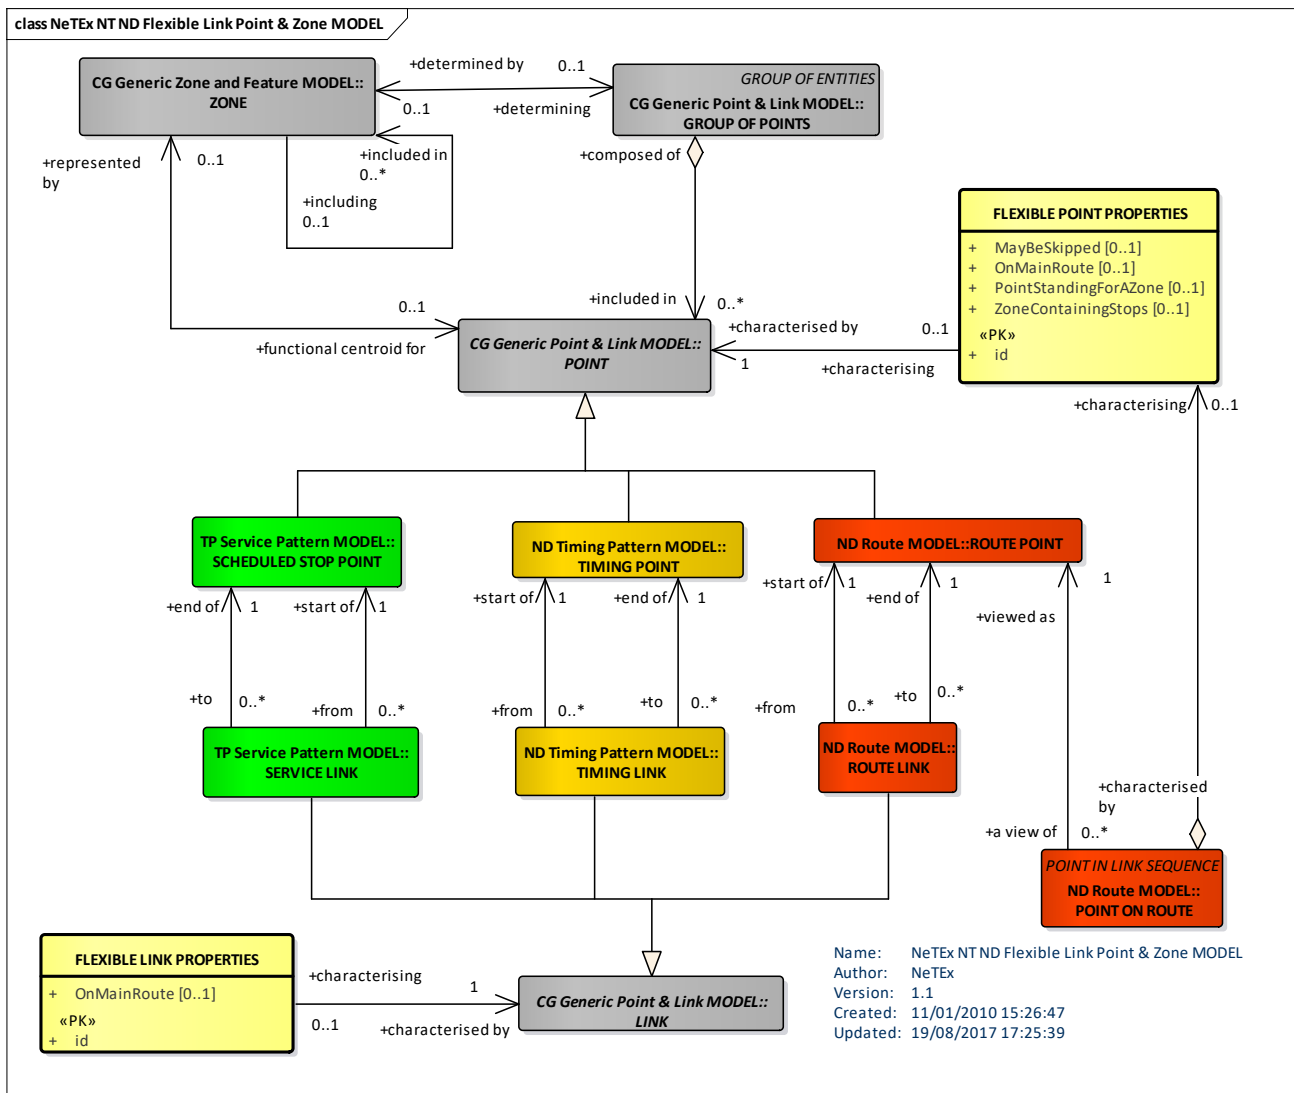 class NeTEx NT ND Flexible Link Point & Zone MODEL
CG Generic Zone and Feature MODEL::
ZONE
+determined by
0..1
0..1
+determining
GROUP OF ENTITIES
CG Generic Point & Link MODEL::
GROUP OF POINTS
+represented
by
0..1
+included in
0..*
+including
0..1
+composed of
FLEXIBLE POINT PROPERTIES
+ MayBeSkipped [0..1]
+ OnMainRoute [0..1]
+ PointStandingForAZone [0..1]
+ ZoneContainingStops [0..1]
«PK»
+ id
0..1
+functional centroid for
+included in
0..*
+characterised by
0..1
1
+characterising
CG Generic Point & Link MODEL::
POINT
+characterising
0..1
TP Service Pattern MODEL::
SCHEDULED STOP POINT
ND Timing Pattern MODEL::
TIMING POINT
ND Route MODEL::ROUTE POINT
+end of
1
+start of
1
+start of
1
+end of
1
+start of
1
+end of
1
+viewed as
1
+to
0..*
+from
0..*
+from
0..*
+to
0..*
+from
0..*
+to
0..*
TP Service Pattern MODEL::
SERVICE LINK
ND Timing Pattern MODEL::
TIMING LINK
ND Route MODEL::
ROUTE LINK
+characterised
by
+a view of
0..*
POINT IN LINK SEQUENCE
ND Route MODEL::
POINT ON ROUTE
FLEXIBLE LINK PROPERTIES
+ OnMainRoute [0..1]
«PK»
+ id
+characterising
1
0..1
+characterised by
CG Generic Point & Link MODEL::
LINK
Name: NeTEx NT ND Flexible Link Point & Zone MODEL
Author: NeTEx
Version: 1.1
Created: 11/01/2010 15:26:47
Updated: 19/08/2017 17:25:39